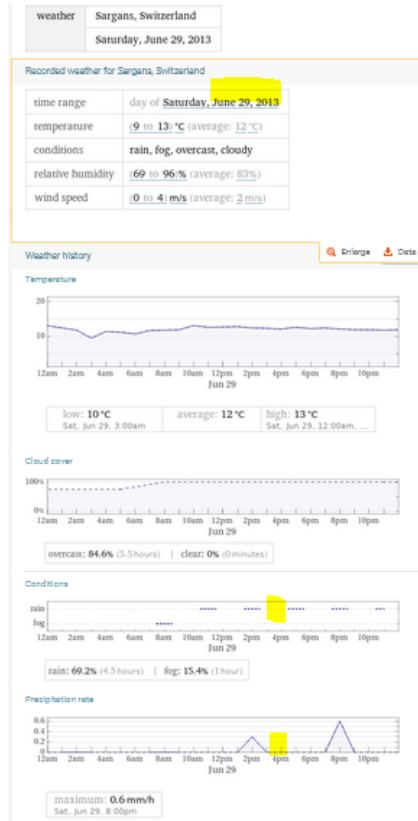 weather Sargans, Switzerland
Saturday, June 29, 2013
Recorded weather for Sargans, Switzerland
time range day of Saturday, June 29, 2013
temperature (9 to 13) °C (average: 12 °C)
conditions rain, fog, overcast, cloudy
relative humidity (69 to 96)% (average: 83%)
wind speed (0 to 4) m/s (average: 2 m/s)
Enlarge Data
Weather history
Temperature
20
10
12am 2am 4am 6am 8am 10am 12pm 2pm 4pm 6pm 8pm 10pm
Jun 29
low: 10 °C average: 12 °C high: 13 °C
Sat, Jun 29, 3:00am Sat, Jun 29, 12:00am, ...
Cloud cover
100%
0%
12am 2am 4am 6am 8am 10am 12pm 2pm 4pm 6pm 8pm 10pm
Jun 29
overcast: 84.6% (5.5 hours) | clear: 0% (0 minutes)
Conditions
rain
fog
12am 2am 4am 6am 8am 10am 12pm 2pm 4pm 6pm 8pm 10pm
Jun 29
rain: 69.2% (4.5 hours) | fog: 15.4% (1 hour)
Precipitation rate
0.6
0.4
0.2
0
12am 2am 4am 6am 8am 10am 12pm 2pm 4pm 6pm 8pm 10pm
Jun 29
maximum: 0.6 mm/h
Sat, Jun 29, 8:00pm